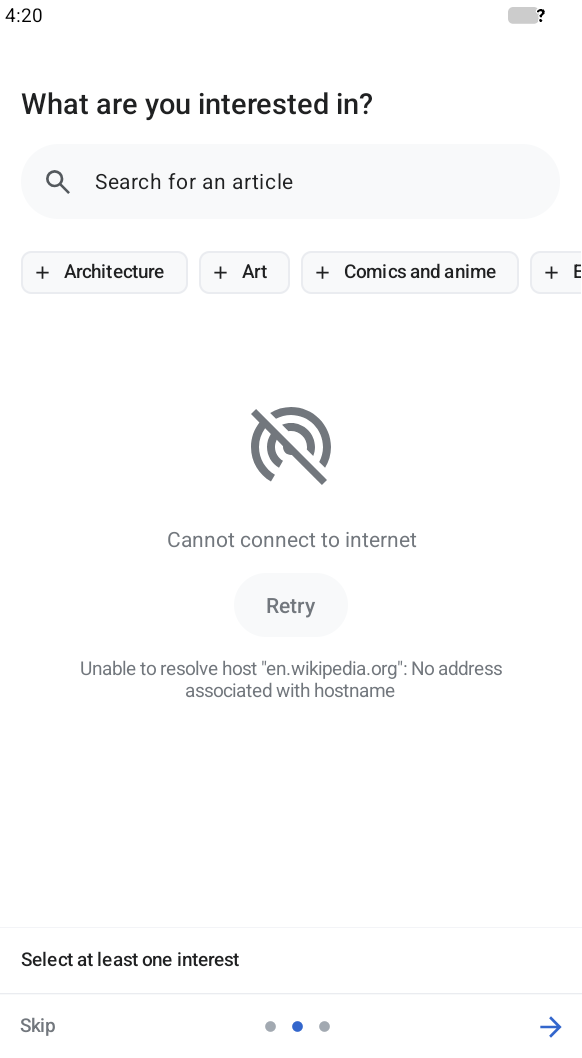 4:20
?
What are you interested in?
Search for an article
Architecture
Art
Comics and anime
Cannot connect to internet
Retry
Unable to resolve host "en.wikipedia.org": No address
associated with hostname
Select at least one interest
Skip